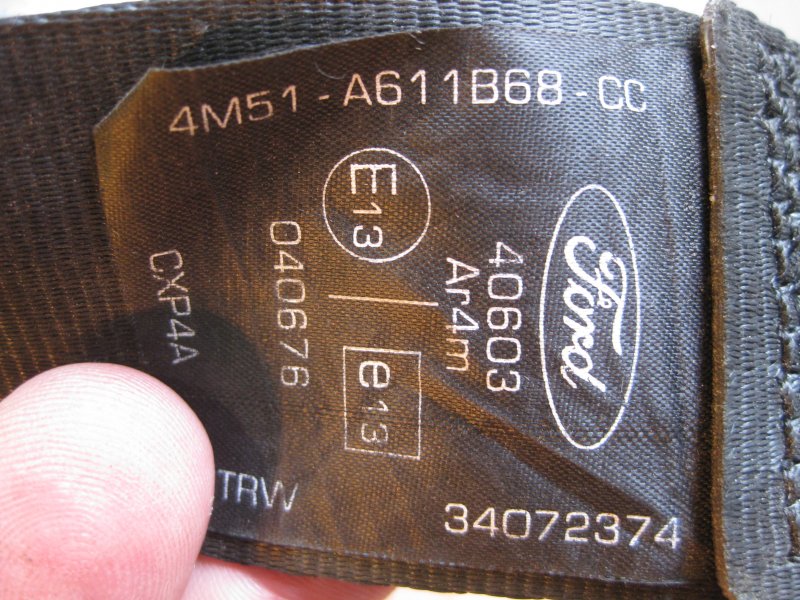 4M51-A611B68-CC
Ford
40603
Ar4m
E13
e13
040676
CXP4A
TRW
34072374